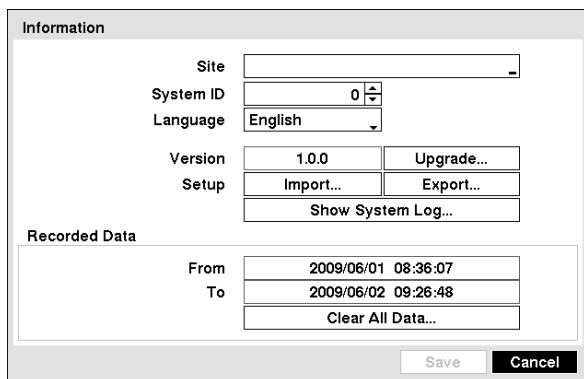 Information
Site
System ID 0
Language English
Version 1.0.0 Upgrade...
Setup Import... Export...
Show System Log...
Recorded Data
From 2009/06/01 08:36:07
To 2009/06/02 09:26:48
Clear All Data...
Save Cancel